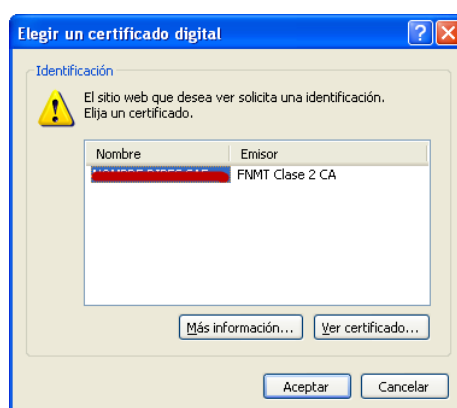 Elegir un certificado digital
Identificación
El sitio web que desea ver solicita una identificación.
Elija un certificado.
Nombre Emisor
FNMT Clase 2 CA
Más información... Ver certificado...
Aceptar Cancelar